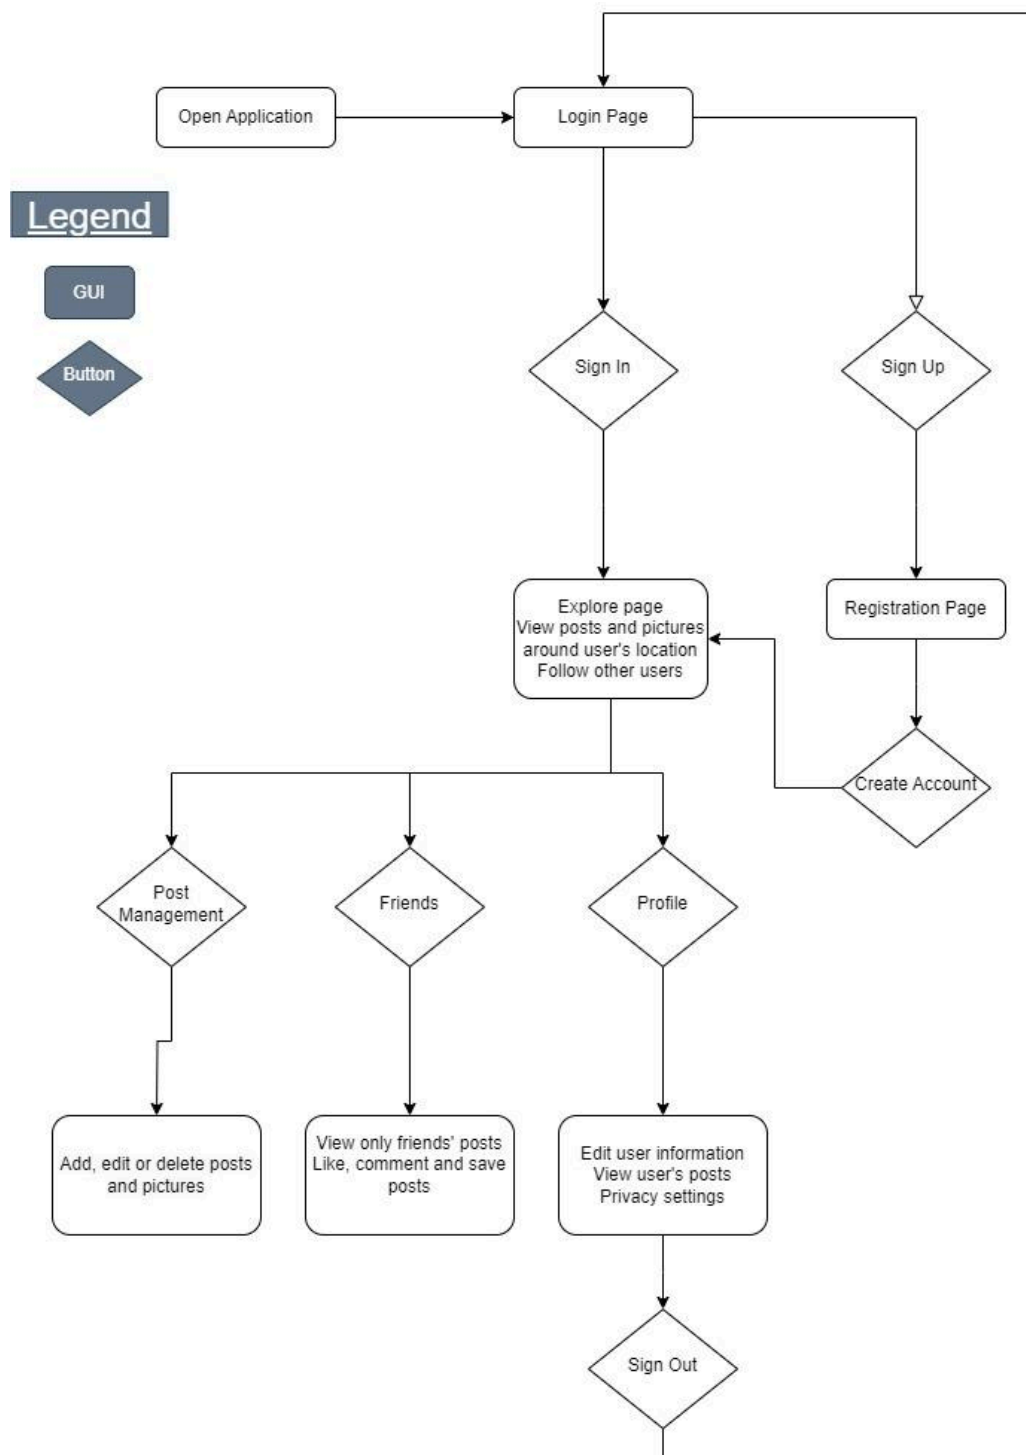 Open Application
Login Page
Legend
GUI
Button
Sign In
Sign Up
Explore page
View posts and pictures
around user's location
Follow other users
Registration Page
Create Account
Post
Management
Friends
Profile
Add, edit or delete posts
and pictures
View only friends' posts
Like, comment and save
posts
Edit user information
View user's posts
Privacy settings
Sign Out